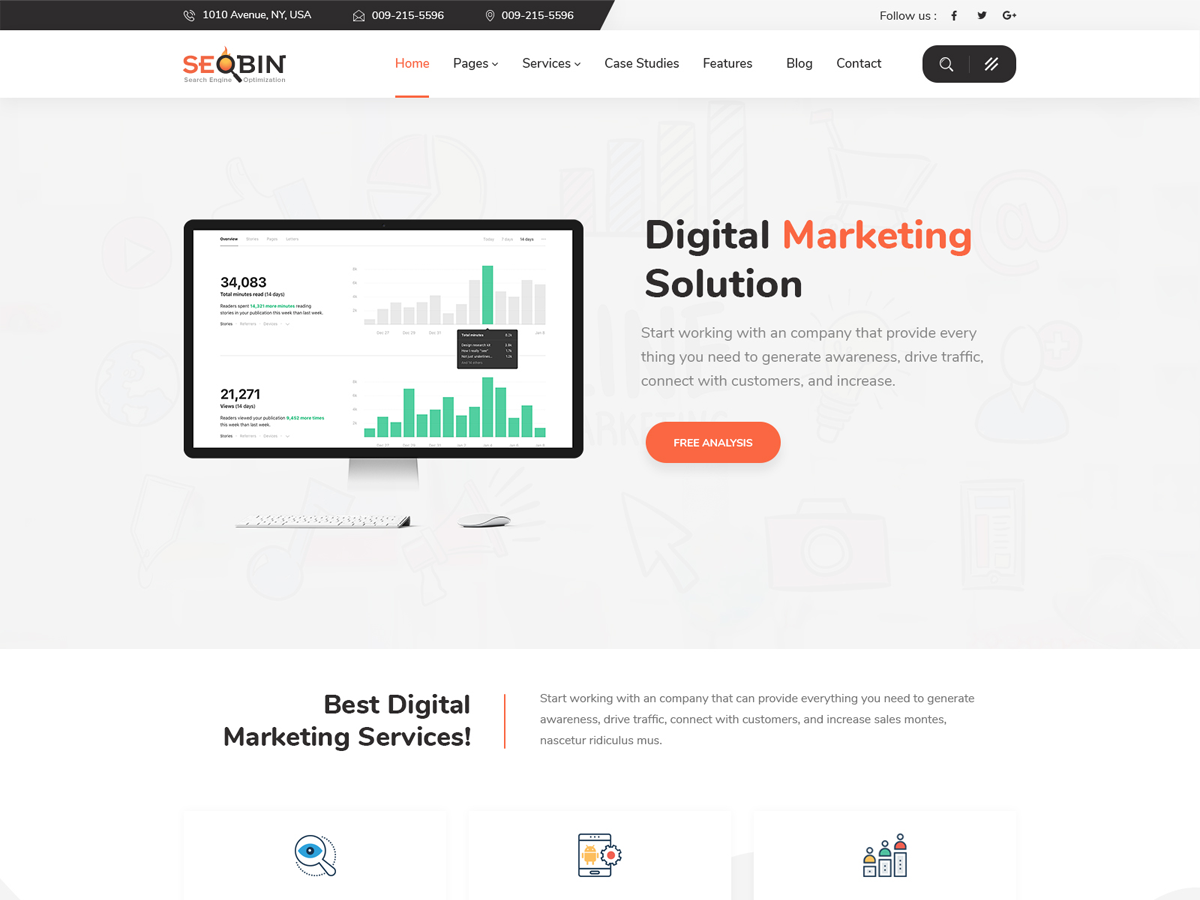 1010 Avenue, NY, USA
009-215-5596
009-215-5596
Follow us :
SEOBIN
Search Engine Optimization
Home
Pages
Services
Case Studies
Features
Blog
Contact
Overview
Stories
Pages
Letters
Today
7 days
14 days
34,083
Total minutes read (14 days)
Readers spent 16,321 more minutes reading
stories in your publication this week than last week.
Total minutes
Design research is
21,271
Views (14 days)
Readers viewed your publication 9,452 more times
this week than last week.
Digital Marketing
Solution
Start working with an company that provide every
thing you need to generate awareness, drive traffic,
connect with customers, and increase.
FREE ANALYSIS
Best Digital
Marketing Services!
Start working with an company that can provide everything you need to generate
awareness, drive traffic, connect with customers, and increase sales montes,
nascetur ridiculus mus.